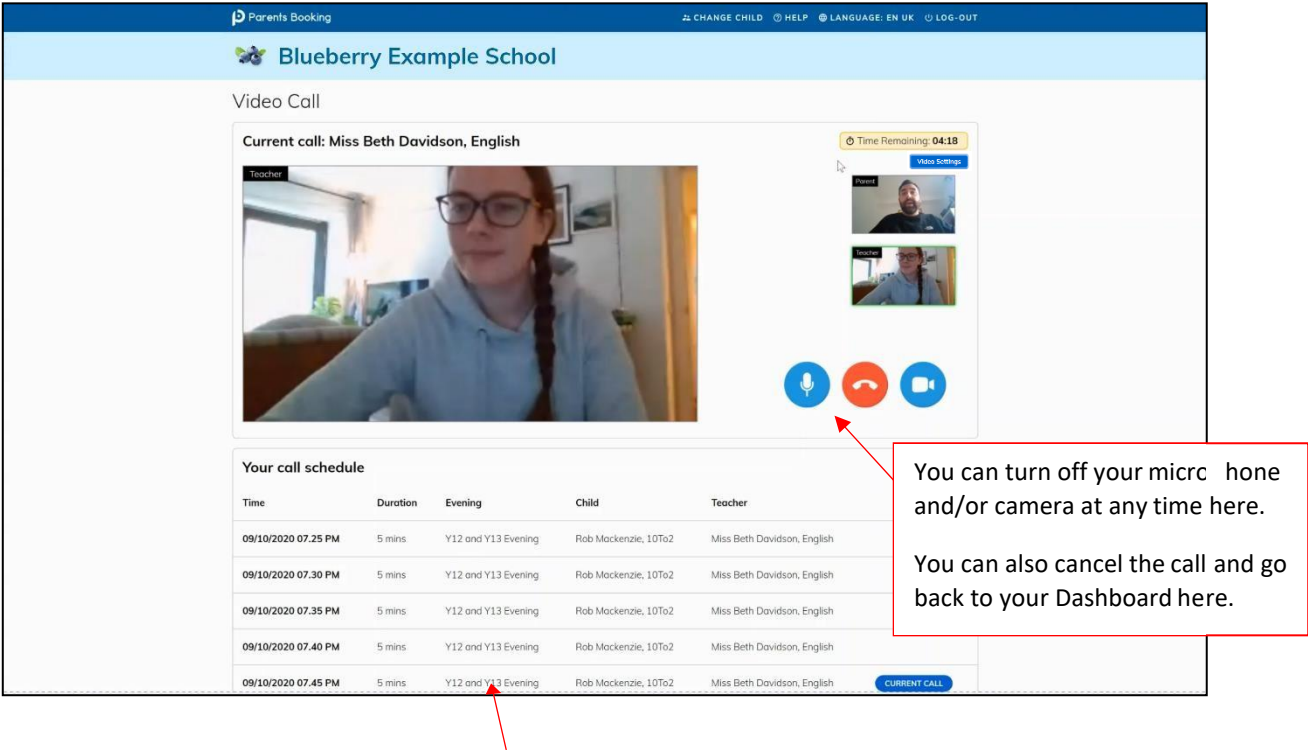 Parents Booking
CHANGE CHILD HELP LANGUAGE: EN UK LOG-OUT
Blueberry Example School
Video Call
Current call: Miss Beth Davidson, English
Time Remaining: 04:18
Video Settings
Teacher
Parent
Teacher
You can turn off your micro hone
and/or camera at any time here.
You can also cancel the call and go
back to your Dashboard here.
Your call schedule
Time Duration Evening Child Teacher
09/10/2020 07.25 PM 5 mins Y12 and Y13 Evening Rob Mackenzie, 10To2 Miss Beth Davidson, English
09/10/2020 07.30 PM 5 mins Y12 and Y13 Evening Rob Mackenzie, 10To2 Miss Beth Davidson, English
09/10/2020 07.35 PM 5 mins Y12 and Y13 Evening Rob Mackenzie, 10To2 Miss Beth Davidson, English
09/10/2020 07.40 PM 5 mins Y12 and Y13 Evening Rob Mackenzie, 10To2 Miss Beth Davidson, English
09/10/2020 07.45 PM 5 mins Y12 and Y13 Evening Rob Mackenzie, 10To2 Miss Beth Davidson, English CURRENT CALL